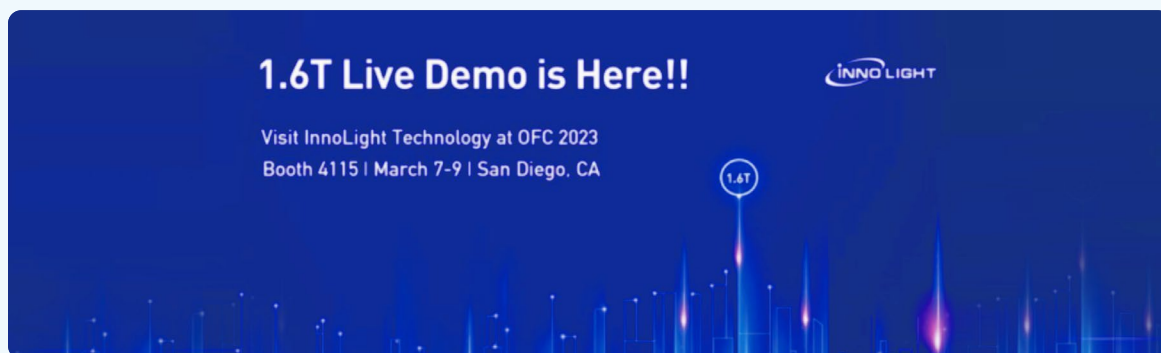 1.6T Live Demo is Here!!
INNOLIGHT
Visit InnoLight Technology at OFC 2023
Booth 4115 | March 7-9 | San Diego, CA
1.6T